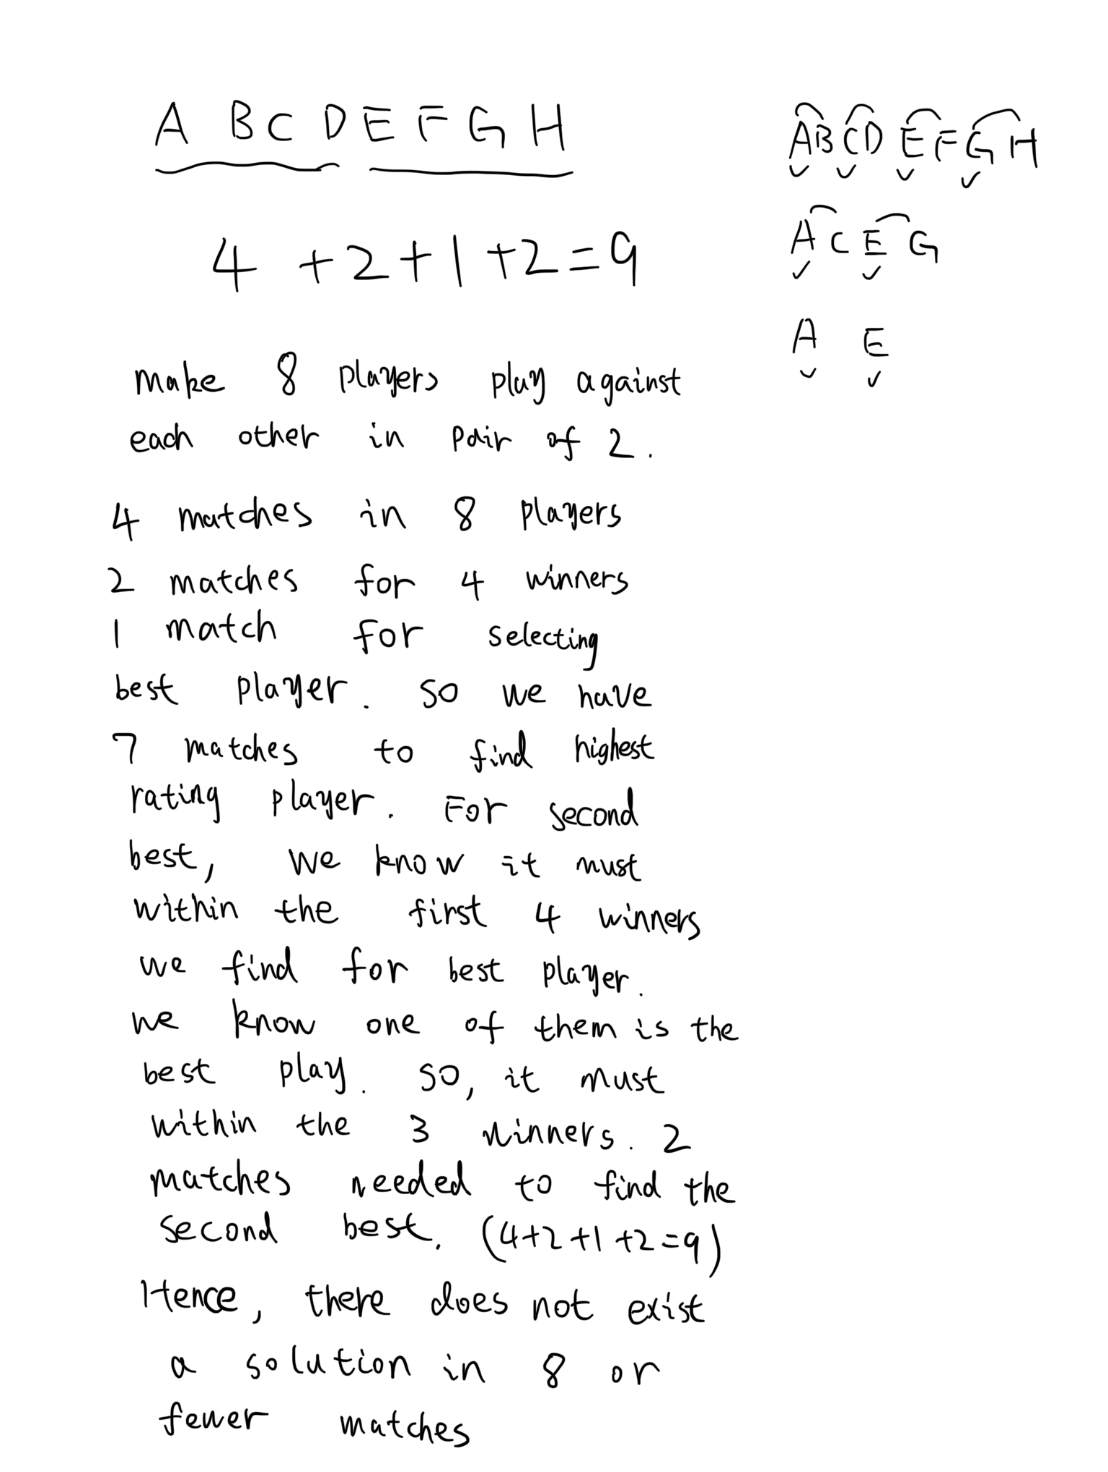 A B C D E F G H
4 + 2 + 1 + 2 = 9
make 8 players play against
each other in pair of 2.
4 matches in 8 players
2 matches for 4 winners
1 match for selecting
best player. so we have
7 matches to find highest
rating player. For second
best, we know it must
within the first 4 winners
we find for best player.
we know one of them is the
best play. so, it must
within the 3 winners. 2
matches needed to find the
second best. (4+2+1+2=9)
Hence, there does not exist
a solution in 8 or
fewer matches
A B C D E F G H
A C E G
A E